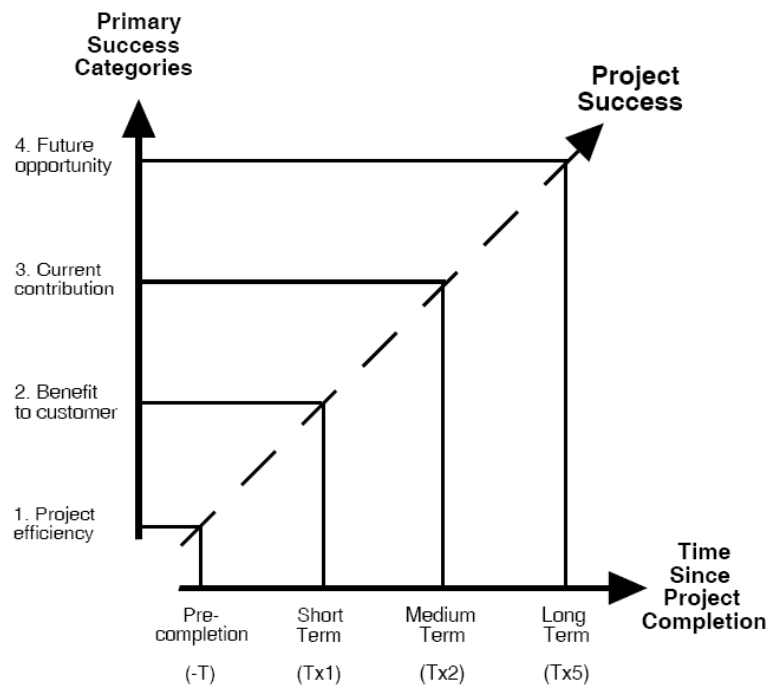 Primary
Success
Categories
Project
Success
4. Future
opportunity
3. Current
contribution
2. Benefit
to customer
1. Project
efficiency
Time
Since
Project
Completion
Pre-
completion
(-T)
Short
Term
(Tx1)
Medium
Term
(Tx2)
Long
Term
(Tx5)